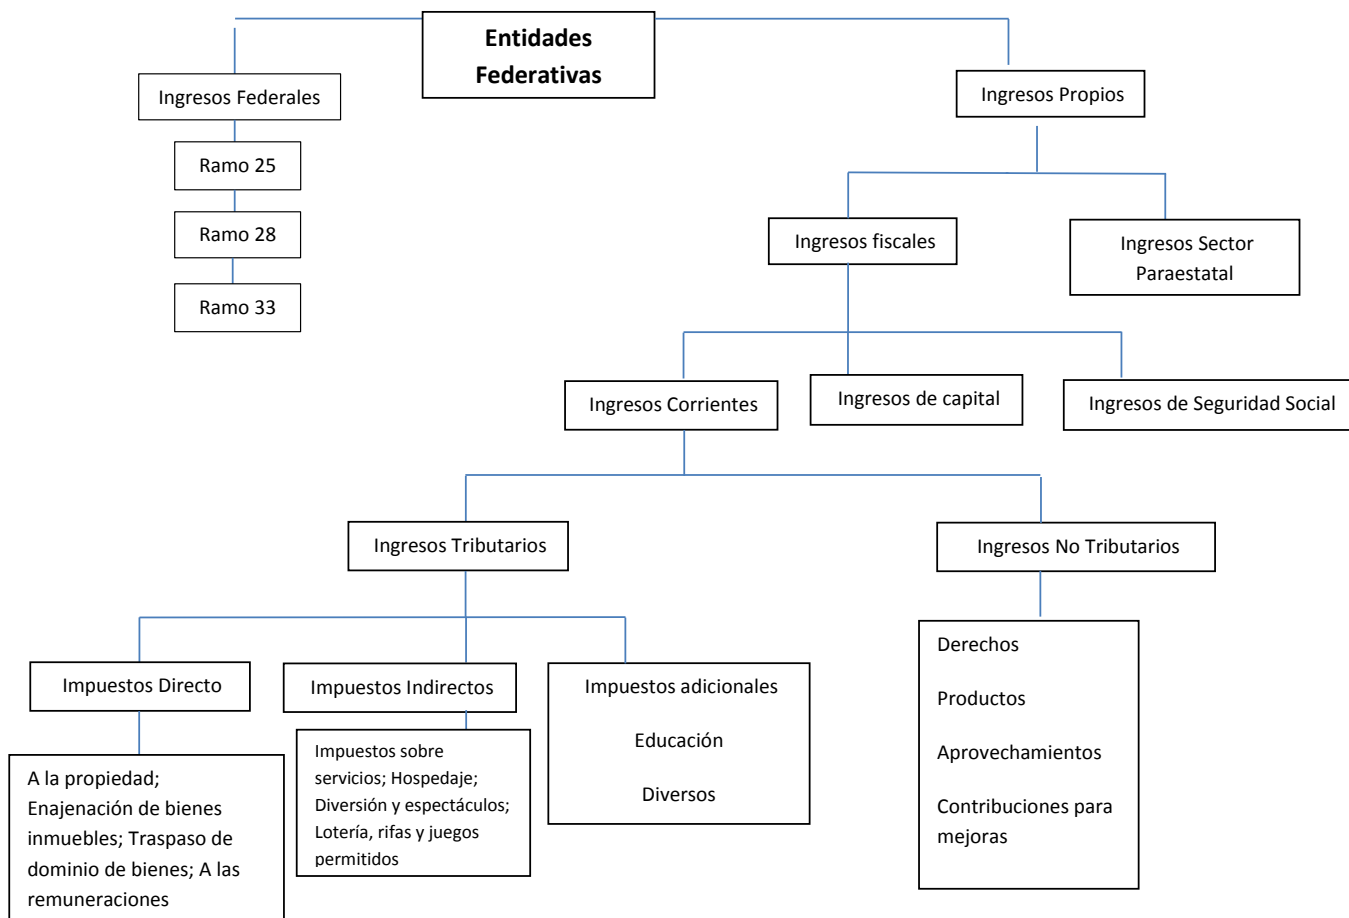 Entidades
Federativas
Ingresos Federales
Ingresos Propios
Ramo 25
Ramo 28
Ramo 33
Ingresos fiscales
Ingresos Sector
Paraestatal
Ingresos Corrientes
Ingresos de capital
Ingresos de Seguridad Social
Ingresos Tributarios
Ingresos No Tributarios
Impuestos Directo
Impuestos Indirectos
Impuestos adicionales
Educación
Diversos
Derechos
Productos
Aprovechamientos
Contribuciones para
mejoras
A la propiedad;
Enajenación de bienes
inmuebles; Traspaso de
dominio de bienes; A las
remuneraciones
Impuestos sobre
servicios; Hospedaje;
Diversión y espectáculos;
Lotería, rifas y juegos
permitidos